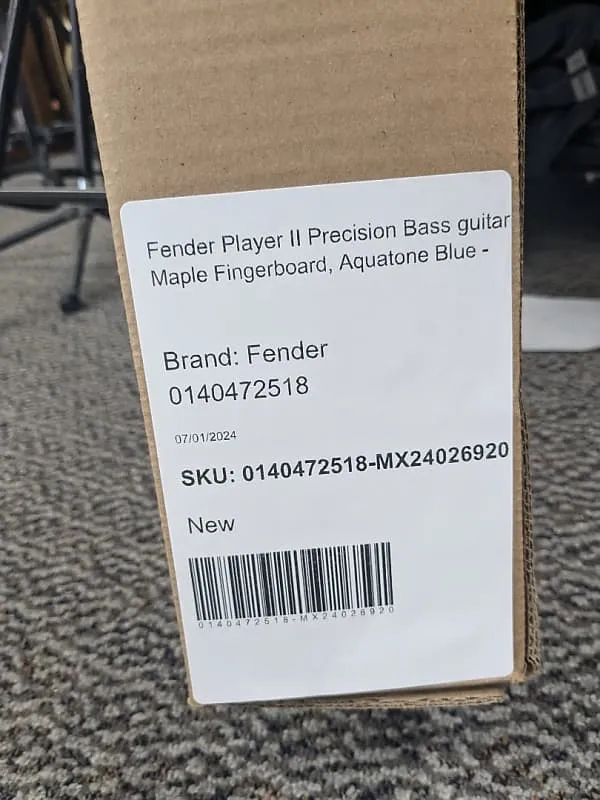 Fender Player II Precision Bass guitar
Maple Fingerboard, Aquatone Blue -
Brand: Fender
0140472518
07/01/2024
SKU: 0140472518-MX24026920
New
0140472518-MX24026920